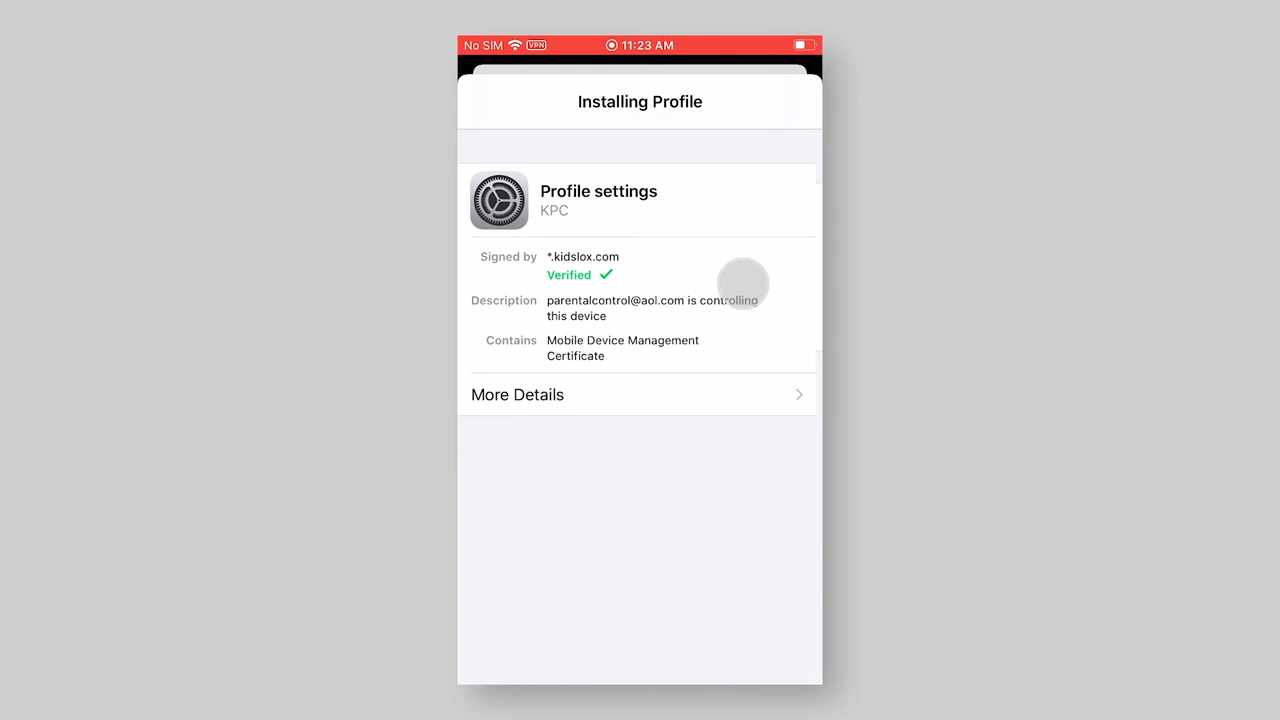 No SIM VPN 11:23 AM
Installing Profile
Profile settings
KPC
Signed by *.kidslox.com
Verified
Description parentalcontrol@aol.com is controlling
this device
Contains Mobile Device Management
Certificate
More Details